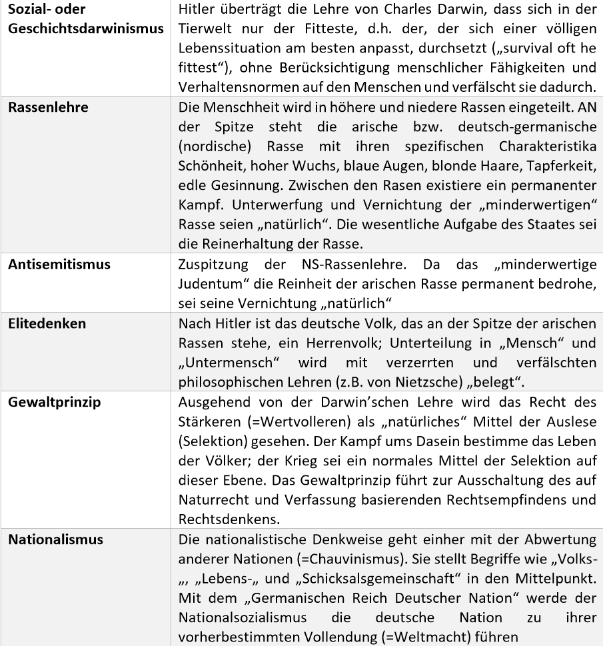 Sozial- oder
Geschichtsdarwinismus
Hitler überträgt die Lehre von Charles Darwin, dass sich in der
Tierwelt nur der Fitteste, d.h. der, der sich einer völligen
Lebenssituation am besten anpasst, durchsetzt („survival oft he
fittest“), ohne Berücksichtigung menschlicher Fähigkeiten und
Verhaltensnormen auf den Menschen und verfälscht sie dadurch.
Rassenlehre
Die Menschheit wird in höhere und niedere Rassen eingeteilt. AN
der Spitze steht die arische bzw. deutsch-germanische
(nordische) Rasse mit ihren spezifischen Charakteristika
Schönheit, hoher Wuchs, blaue Augen, blonde Haare, Tapferkeit,
edle Gesinnung. Zwischen den Rasen existiere ein permanenter
Kampf. Unterwerfung und Vernichtung der „minderwertigen“
Rasse seien „natürlich“. Die wesentliche Aufgabe des Staates sei
die Reinerhaltung der Rasse.
Antisemitismus
Zuspitzung der NS-Rassenlehre. Da das „minderwertige
Judentum“ die Reinheit der arischen Rasse permanent bedrohe,
sei seine Vernichtung „natürlich“
Elitedenken
Nach Hitler ist das deutsche Volk, das an der Spitze der arischen
Rassen stehe, ein Herrenvolk; Unterteilung in „Mensch“ und
„Untermensch“ wird mit verzerrten und verfälschten
philosophischen Lehren (z.B. von Nietzsche) „belegt“.
Gewaltprinzip
Ausgehend von der Darwin’schen Lehre wird das Recht des
Stärkeren (=Wertvolleren) als „natürliches“ Mittel der Auslese
(Selektion) gesehen. Der Kampf ums Dasein bestimme das Leben
der Völker; der Krieg sei ein normales Mittel der Selektion auf
dieser Ebene. Das Gewaltprinzip führt zur Ausschaltung des auf
Naturrecht und Verfassung basierenden Rechtsempfindens und
Rechtsdenkens.
Nationalismus
Die nationalistische Denkweise geht einher mit der Abwertung
anderer Nationen (=Chauvinismus). Sie stellt Begriffe wie „Volks-
„, „Lebens-„ und „Schicksalsgemeinschaft“ in den Mittelpunkt.
Mit dem „Germanischen Reich Deutscher Nation“ werde der
Nationalsozialismus die deutsche Nation zu ihrer
vorherbestimmten Vollendung (=Weltmacht) führen